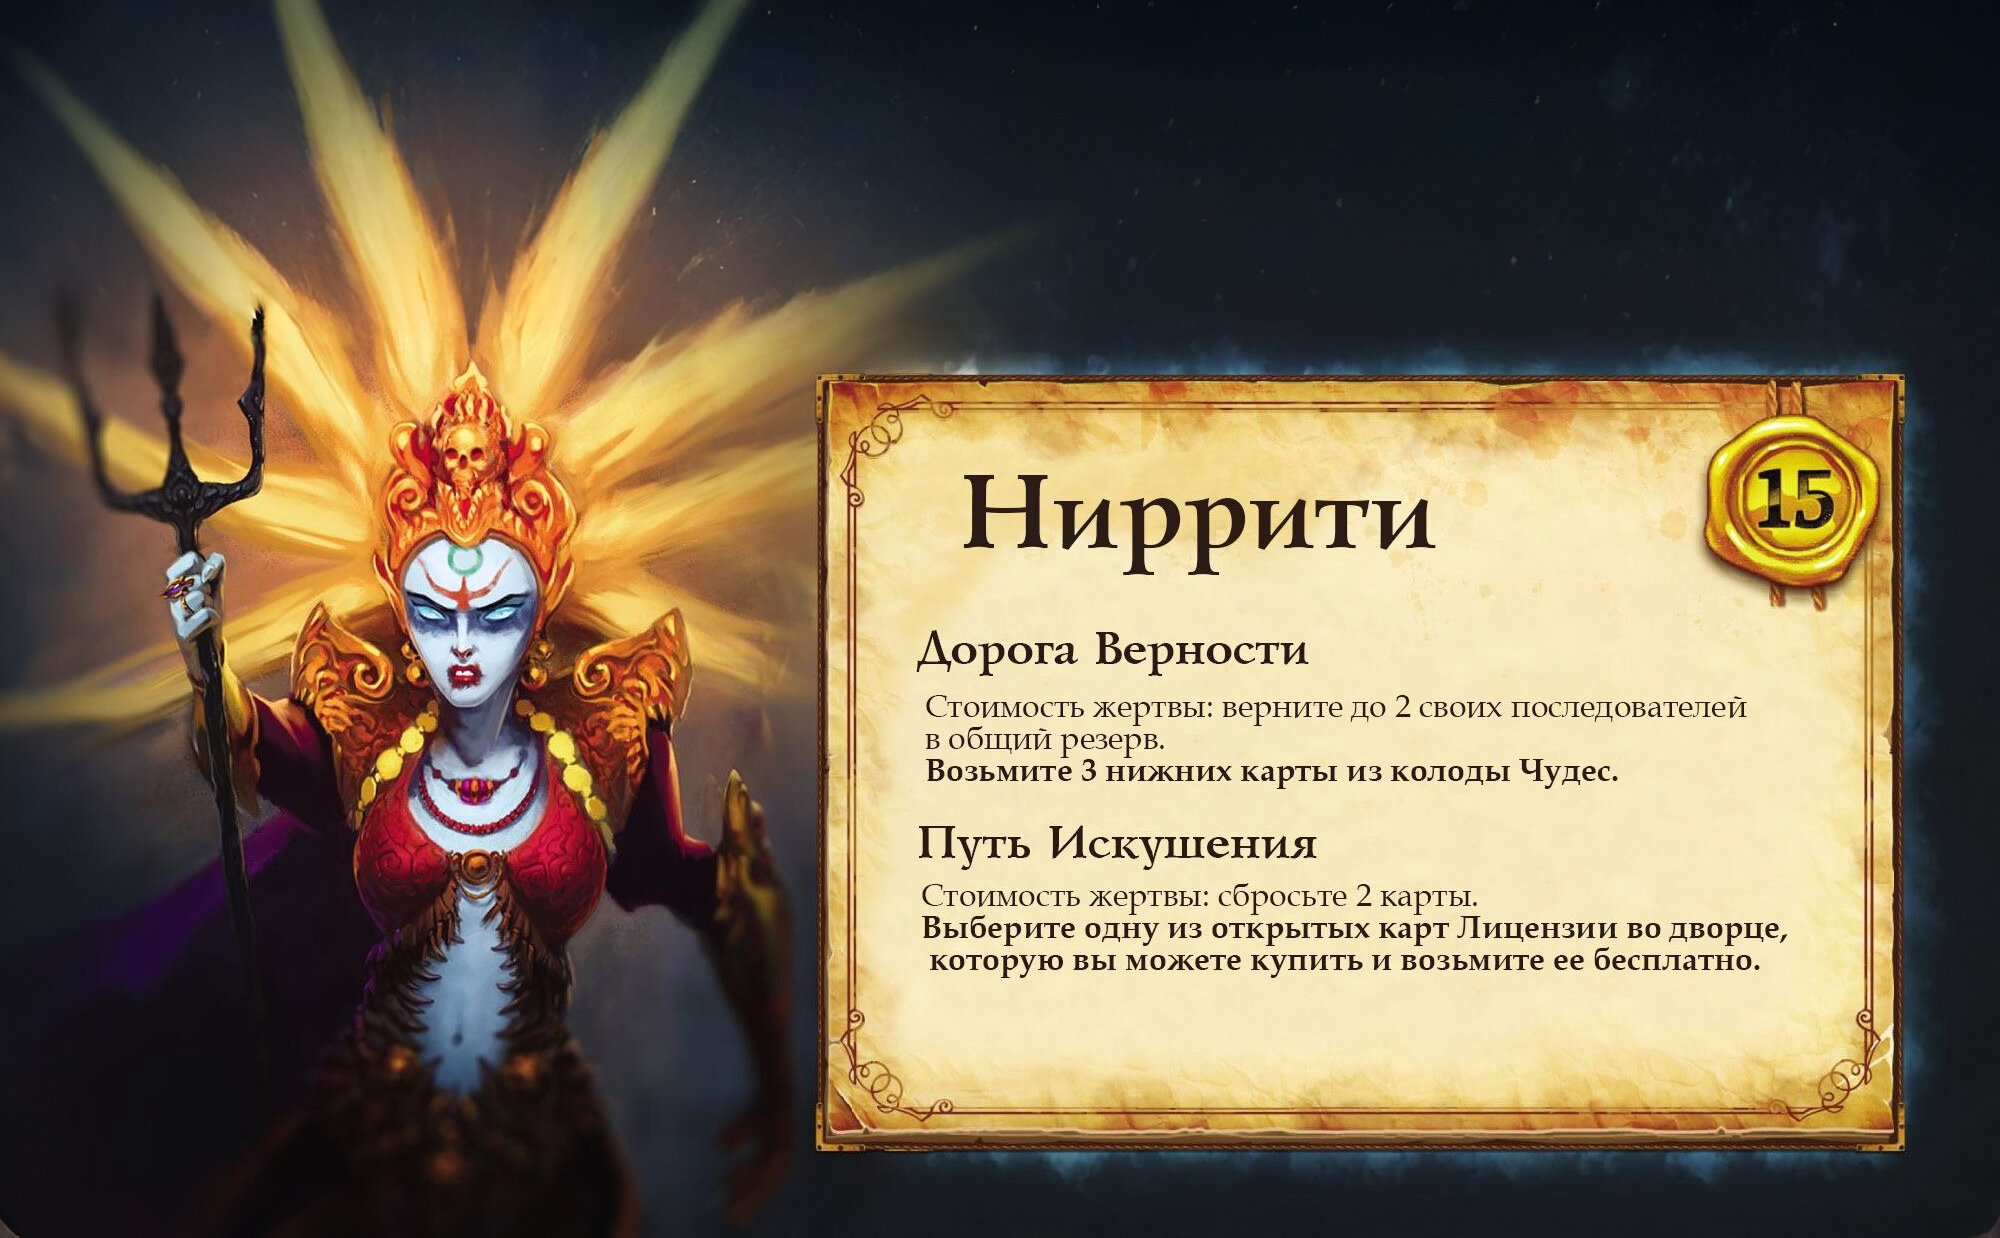 Ниррити
15
Дорога Верности
Стоимость жертвы: верните до 2 своих последователей
в общий резерв.
Возьмите 3 нижних карты из колоды Чудес.
Путь Искушения
Стоимость жертвы: сбросьте 2 карты.
Выберите одну из открытых карт Лицензии во дворце,
которую вы можете купить и возьмите ее бесплатно.